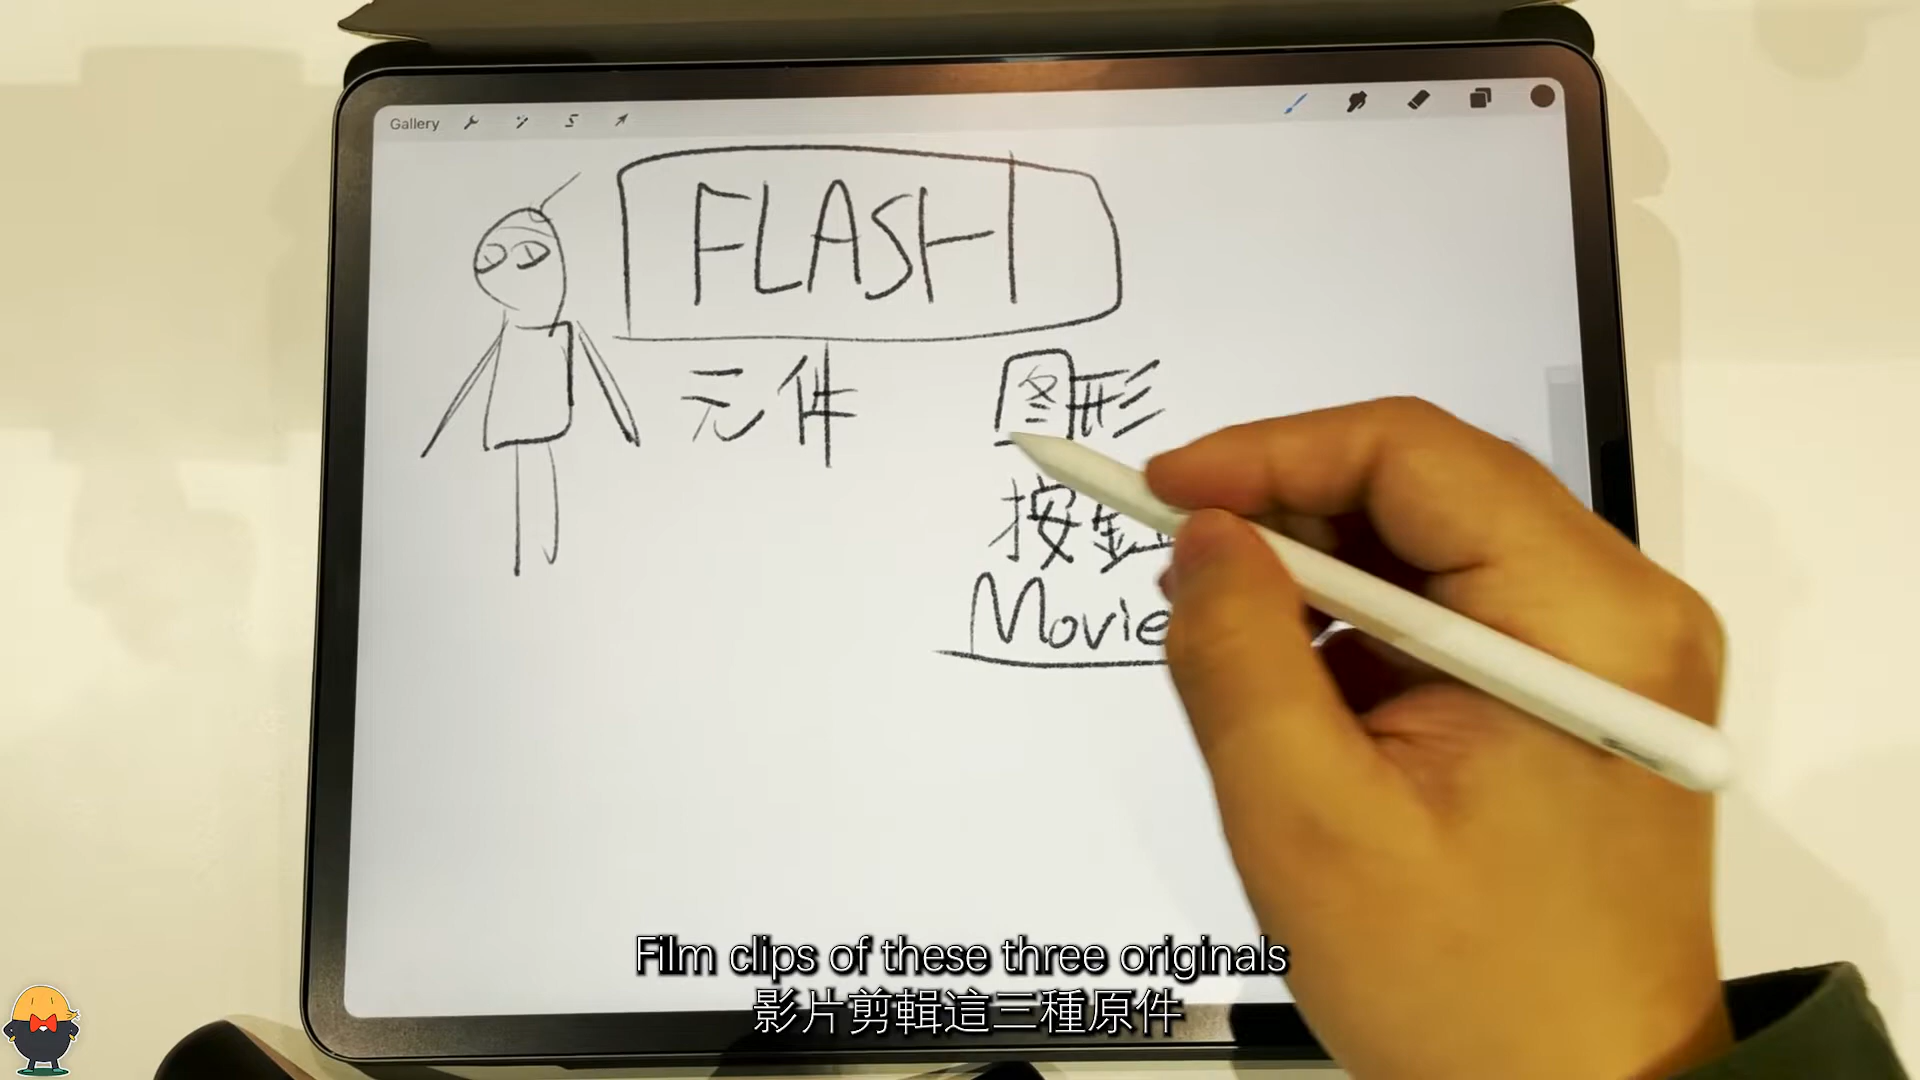 Gallery
FLASH
元件
图形
按鈕
Movie
Film clips of these three originals
影片剪輯這三種原件